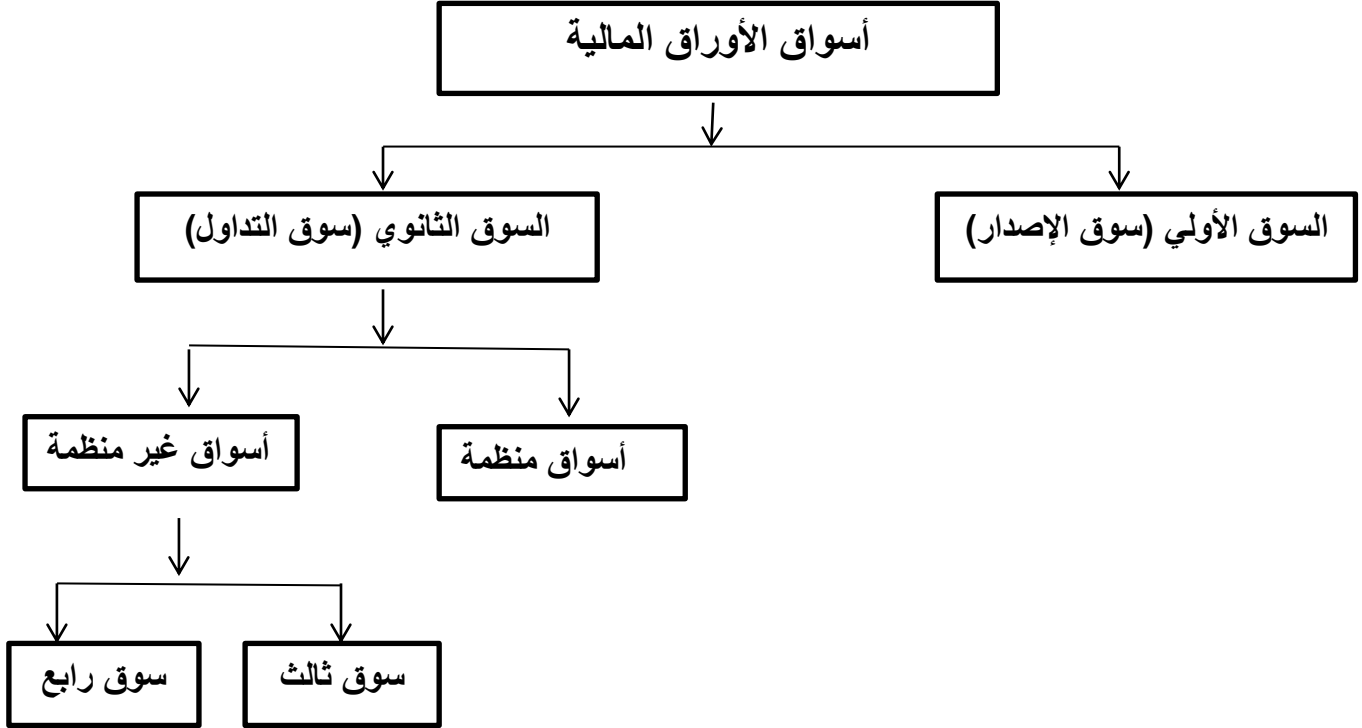 أسواق الأوراق المالية
السوق الأولي (سوق الإصدار)
السوق الثانوي (سوق التداول)
أسواق منظمة
أسواق غير منظمة
سوق ثالث
سوق رابع